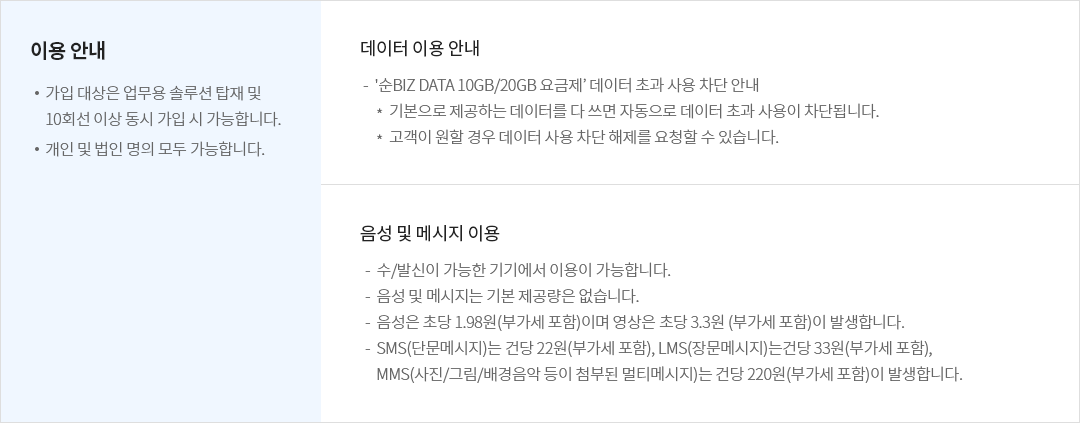 이용 안내
• 가입 대상은 업무용 솔루션 탑재 및
10회선 이상 동시 가입 시 가능합니다.
• 개인 및 법인 명의 모두 가능합니다.
데이터 이용 안내
- '순BIZ DATA 10GB/20GB 요금제’ 데이터 초과 사용 차단 안내
* 기본으로 제공하는 데이터를 다 쓰면 자동으로 데이터 초과 사용이 차단됩니다.
* 고객이 원할 경우 데이터 사용 차단 해제를 요청할 수 있습니다.
음성 및 메시지 이용
- 수/발신이 가능한 기기에서 이용이 가능합니다.
- 음성 및 메시지는 기본 제공량은 없습니다.
- 음성은 초당 1.98원(부가세 포함)이며 영상은 초당 3.3원 (부가세 포함)이 발생합니다.
- SMS(단문메시지)는 건당 22원(부가세 포함), LMS(장문메시지)는건당 33원(부가세 포함),
MMS(사진/그림/배경음악 등이 첨부된 멀티메시지)는 건당 220원(부가세 포함)이 발생합니다.